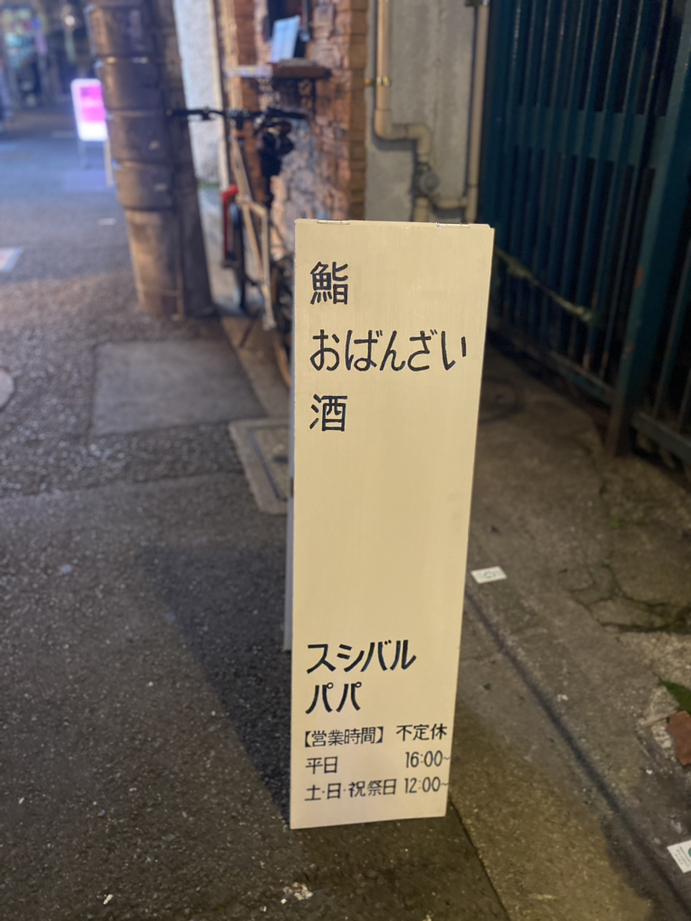 鮨
おばんざい
酒
スシバル
パパ
【営業時間】 不定休
平日 16:00~
土・日・祝祭日 12:00~